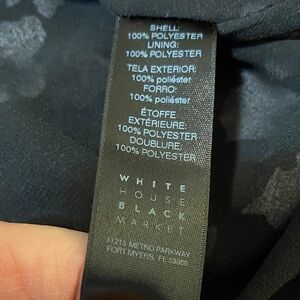 SHELL:
100% POLYESTER
LINING:
100% POLYESTER
TELA EXTERIOR:
100% poliéster
FORRO:
100% poliéster
ÉTOFFE
EXTÉRIEURE:
100% POLYESTER
DOUBLURE:
100% POLYESTER
WHITE
HOUSE
BLACK
MARKET
11215 METRO PARKWAY
FORT MYERS, FL 33966